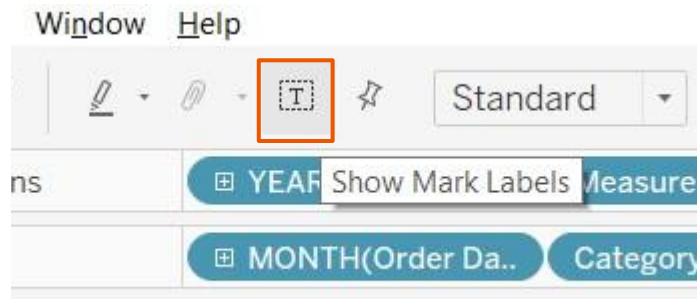 Window Help
T Standard
ns YEAR Show Mark Labels Measure
MONTH(Order Da.. Category